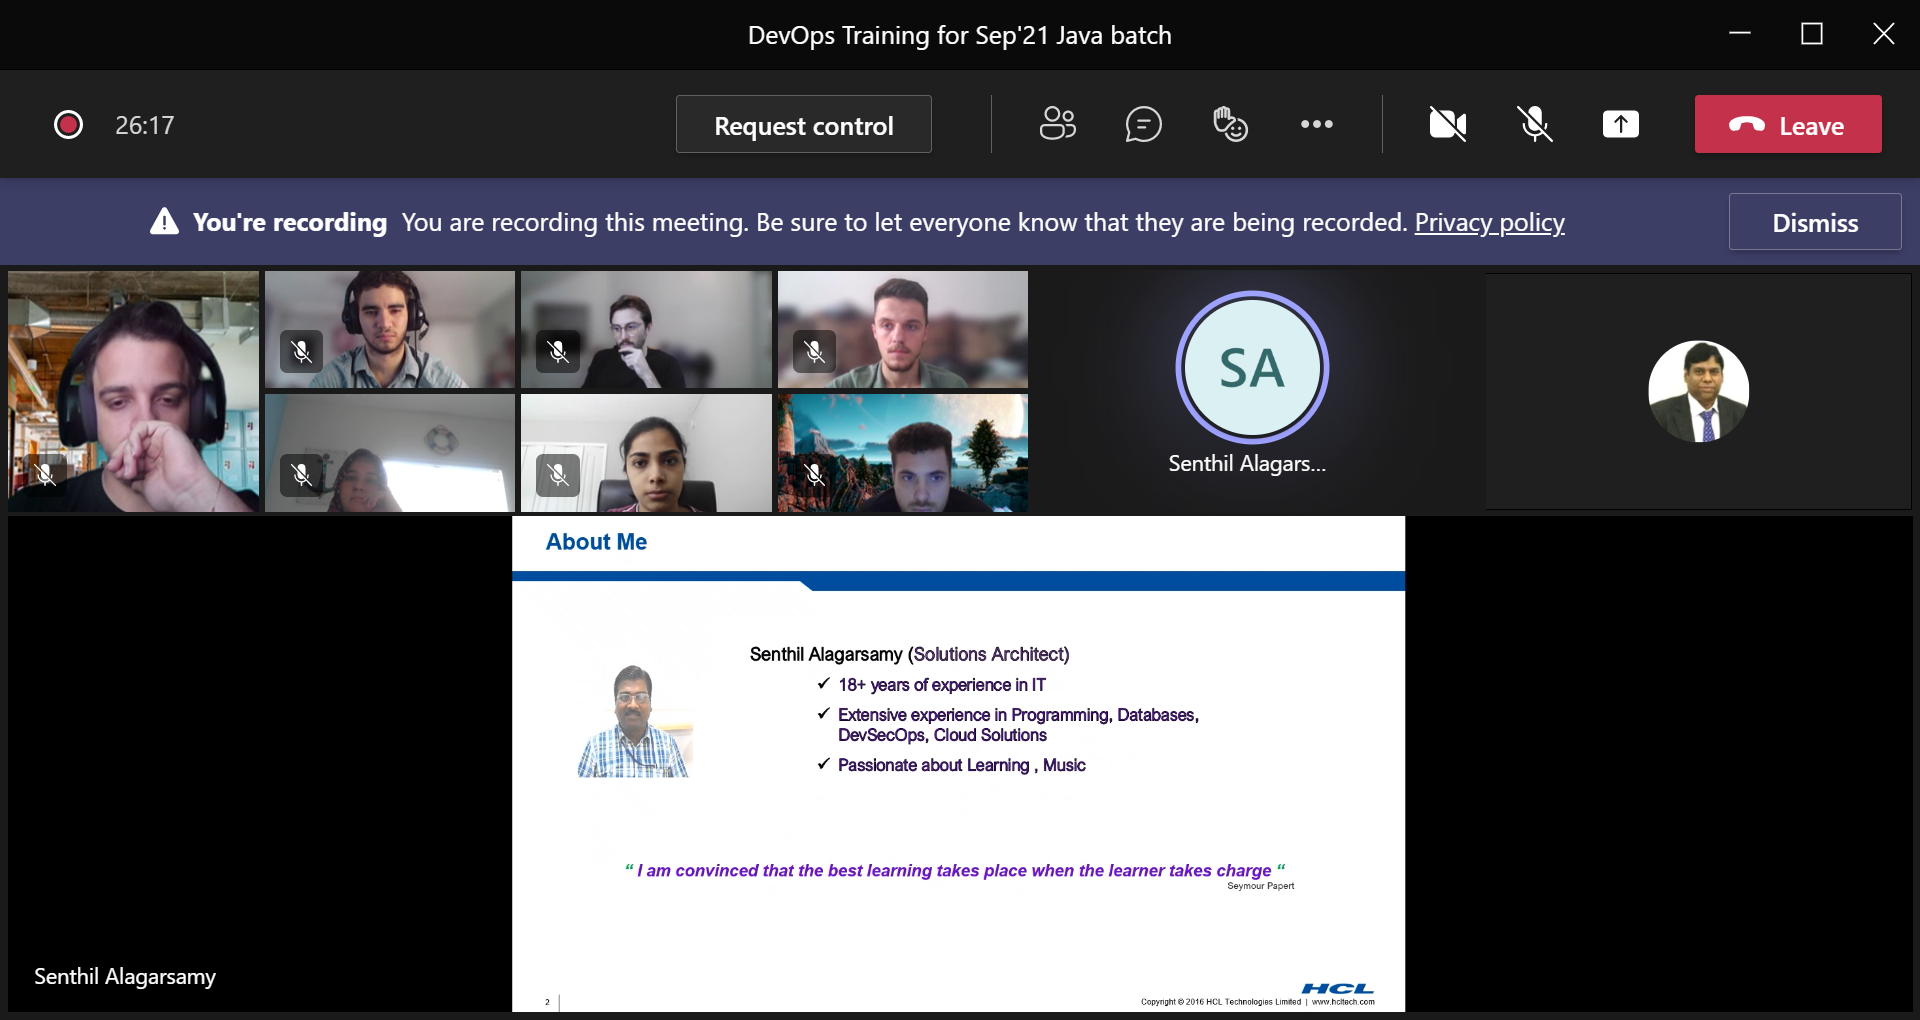 DevOps Training for Sep'21 Java batch
26:17
Request control
Leave
You're recording You are recording this meeting. Be sure to let everyone know that they are being recorded. Privacy policy
Dismiss
SA
Senthil Alagars...
About Me
Senthil Alagarsamy (Solutions Architect)
✓ 18+ years of experience in IT
✓ Extensive experience in Programming, Databases,
DevSecOps, Cloud Solutions
✓ Passionate about Learning , Music
“ I am convinced that the best learning takes place when the learner takes charge “
Seymour Papert
Senthil Alagarsamy
HCL
2
Copyright © 2016 HCL Technologies Limited | www.hcltech.com